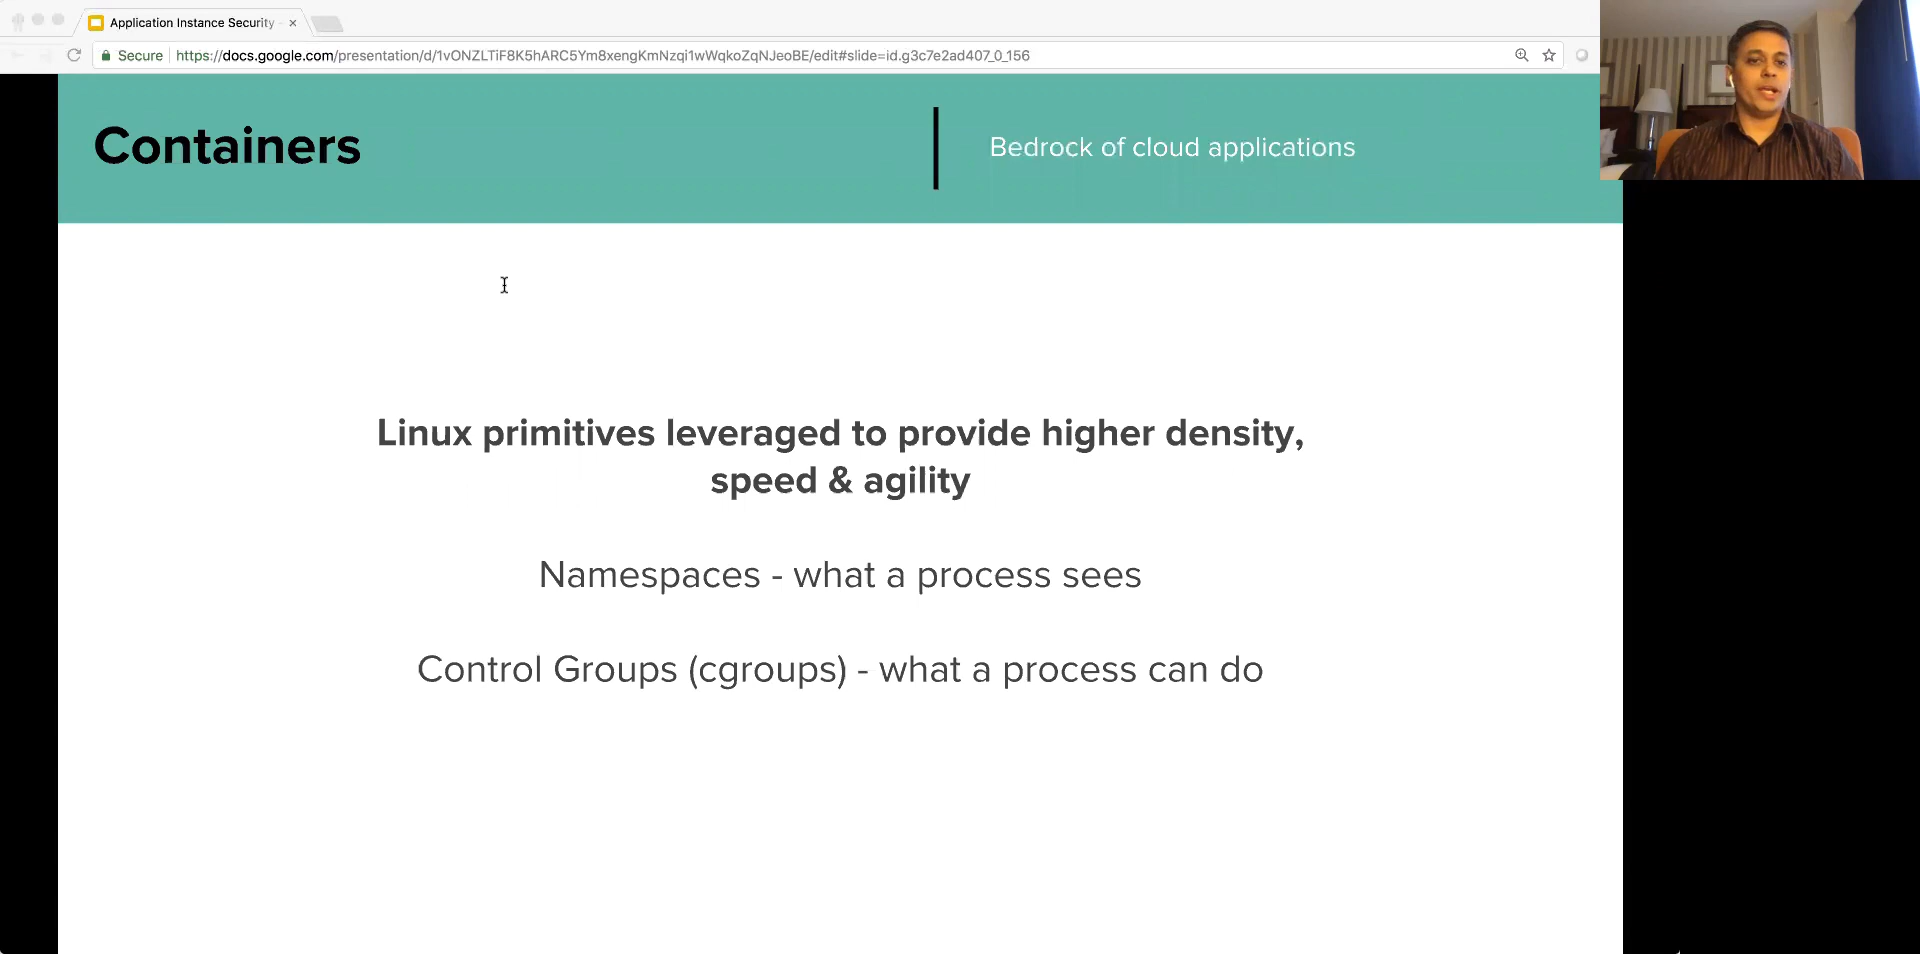 Application Instance Security
Secure
https://docs.google.com/presentation/d/1vONZLTiF8K5hARC5Ym8xengKmNzqi1wWqkoZqNJeoBE/edit#slide=id.g3c7e2ad407_0_156
Containers
Bedrock of cloud applications
Linux primitives leveraged to provide higher density,
speed & agility
Namespaces - what a process sees
Control Groups (cgroups) - what a process can do